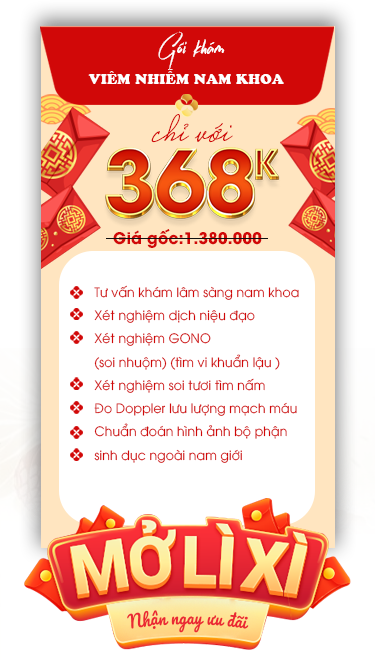 Gói khám
VIÊM NHIỄM NAM KHOA
chỉ với
368K
Giá gốc:1.380.000
Tư vấn khám lâm sàng nam khoa
Xét nghiệm dịch niệu đạo
Xét nghiệm GONO
(soi nhuộm) (tìm vi khuẩn lậu )
Xét nghiệm soi tươi tìm nấm
Đo Doppler lưu lượng mạch máu
Chuẩn đoán hình ảnh bộ phận
sinh dục ngoài nam giới
MỞ LÌ XÌ
Nhận ngay ưu đãi